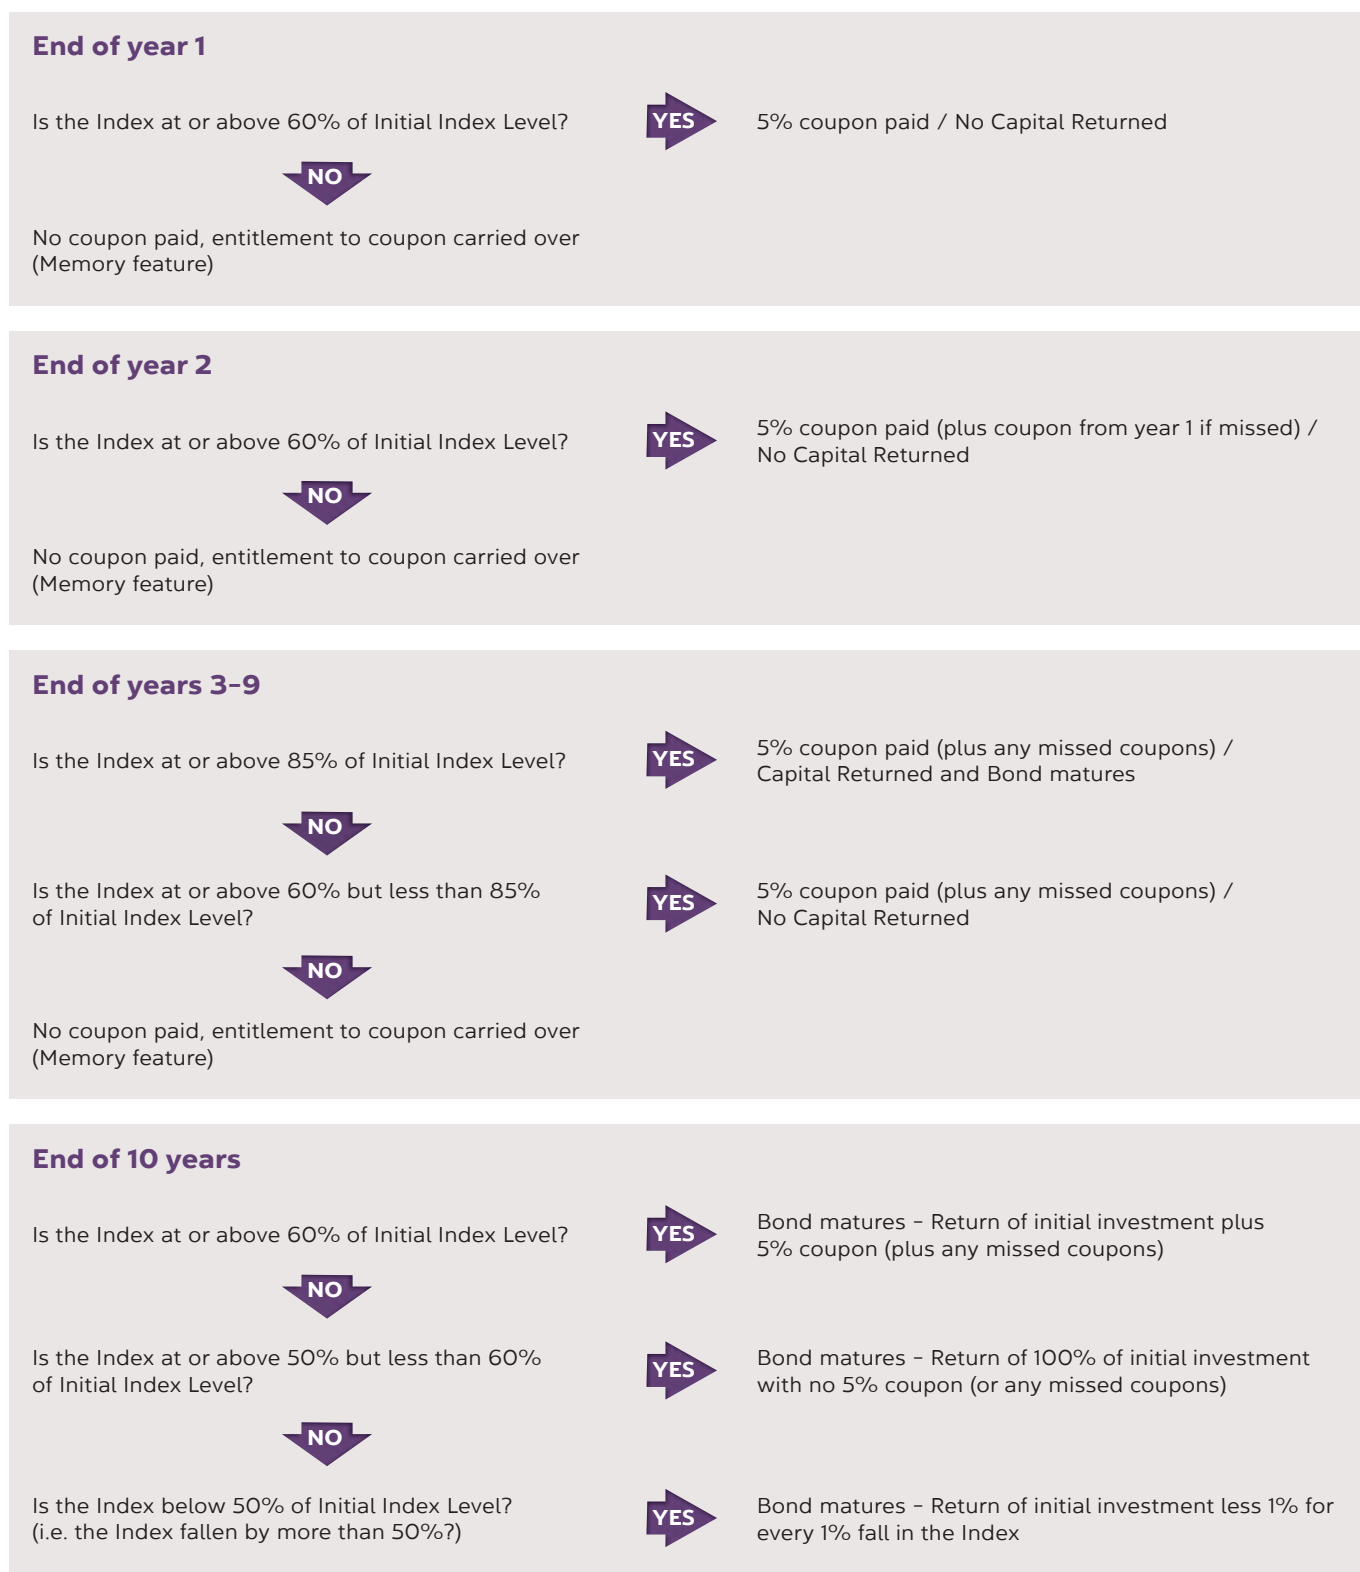 End of year 1
Is the Index at or above 60% of Initial Index Level?
YES
5% coupon paid / No Capital Returned
NO
No coupon paid, entitlement to coupon carried over
(Memory feature)
End of year 2
Is the Index at or above 60% of Initial Index Level?
YES
5% coupon paid (plus coupon from year 1 if missed) /
No Capital Returned
NO
No coupon paid, entitlement to coupon carried over
(Memory feature)
End of years 3-9
Is the Index at or above 85% of Initial Index Level?
YES
5% coupon paid (plus any missed coupons) /
Capital Returned and Bond matures
NO
Is the Index at or above 60% but less than 85%
of Initial Index Level?
YES
5% coupon paid (plus any missed coupons) /
No Capital Returned
NO
No coupon paid, entitlement to coupon carried over
(Memory feature)
End of 10 years
Is the Index at or above 60% of Initial Index Level?
YES
Bond matures – Return of initial investment plus
5% coupon (plus any missed coupons)
NO
Is the Index at or above 50% but less than 60%
of Initial Index Level?
YES
Bond matures – Return of 100% of initial investment
with no 5% coupon (or any missed coupons)
NO
Is the Index below 50% of Initial Index Level?
(i.e. the Index fallen by more than 50%?)
YES
Bond matures – Return of initial investment less 1% for
every 1% fall in the Index